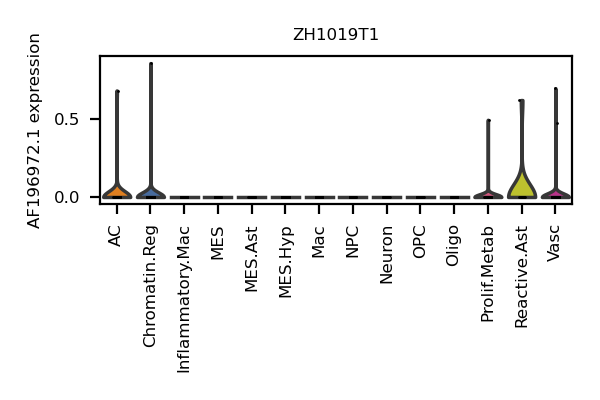 ZH1019T1
AF196972.1 expression
0.5
0.0
AC
Chromatin.Reg
Inflammatory.Mac
MES
MES.Ast
MES.Hyp
Mac
NPC
Neuron
OPC
Oligo
Prolif.Metab
Reactive.Ast
Vasc